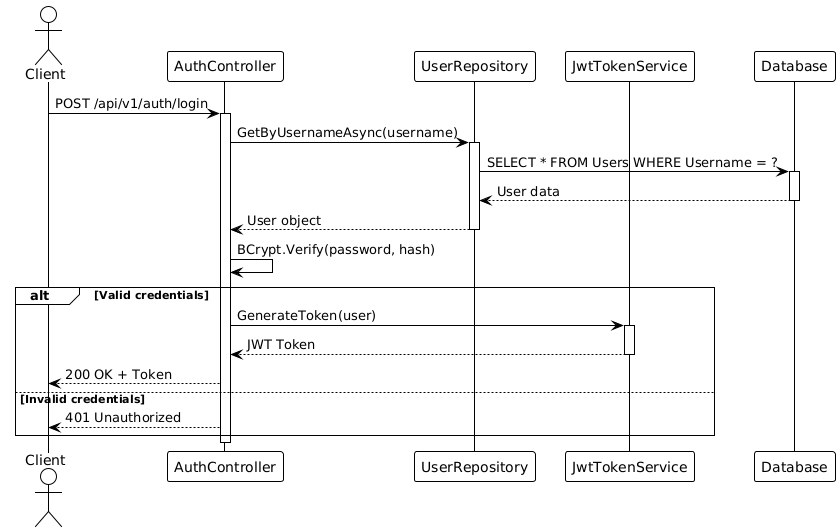 Client
AuthController
UserRepository
JwtTokenService
Database
POST /api/v1/auth/login
GetByUsernameAsync(username)
SELECT * FROM Users WHERE Username = ?
User data
User object
BCrypt.Verify(password, hash)
alt
[Valid credentials]
GenerateToken(user)
JWT Token
200 OK + Token
[Invalid credentials]
401 Unauthorized
Client
AuthController
UserRepository
JwtTokenService
Database